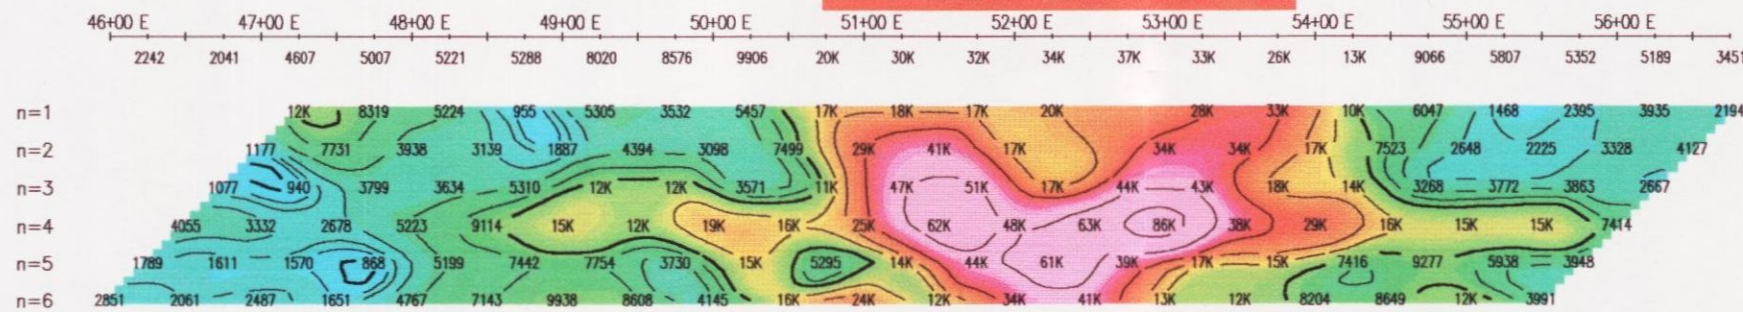 46+00 E 47+00 E 48+00 E 49+00 E 50+00 E 51+00 E 52+00 E 53+00 E 54+00 E 55+00 E 56+00 E
2242 2041 4607 5007 5221 5288 8020 8576 9906 20K 30K 32K 34K 37K 33K 26K 13K 9066 5807 5352 5189 3451
n=1 12K 8319 5224 955 5305 3532 5457 17K 18K 17K 20K 28K 33K 10K 6047 1468 2395 3935 2194
n=2 1177 7731 3938 3139 1887 4394 3098 7499 29K 41K 17K 34K 34K 17K 7523 2648 2225 3328 4127
n=3 1077 940 3799 3634 5310 12K 12K 3571 11K 47K 51K 17K 44K 43K 18K 14K 3268 3772 3863 2667
n=4 4055 3332 2678 5223 9114 15K 12K 19K 16K 25K 62K 48K 63K 86K 38K 29K 16K 15K 15K 7414
n=5 1789 1611 1570 868 5199 7442 7754 3730 15K 5295 14K 44K 61K 39K 17K 15K 7416 9277 5938 3948
n=6 2851 2061 2487 1651 4767 7143 9938 8608 4145 16K 24K 12K 34K 41K 13K 12K 8204 8649 12K 3991